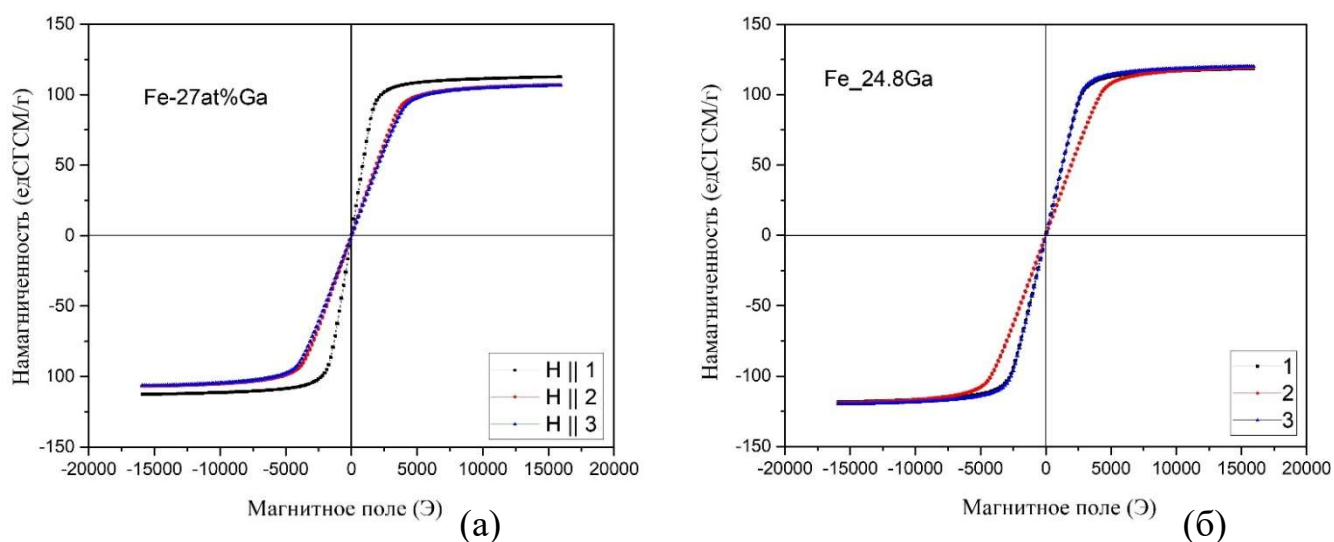 Намагниченность (едСГСМ/г)
150
100
50
0
-50
100
-150
Fe-27at%Ga
H || 1
H || 2
H || 3
-20000 -15000 -10000 -5000 0 5000 10000 15000 20000
Магнитное поле (Э)
(а)
Намагниченность (едСГСМ/г)
150
100
50
0
-50
-100
-150
Fe_24.8Ga
1
2
3
-20000 -15000 -10000 -5000 0 5000 10000 15000 20000
Магнитное поле (Э)
(б)